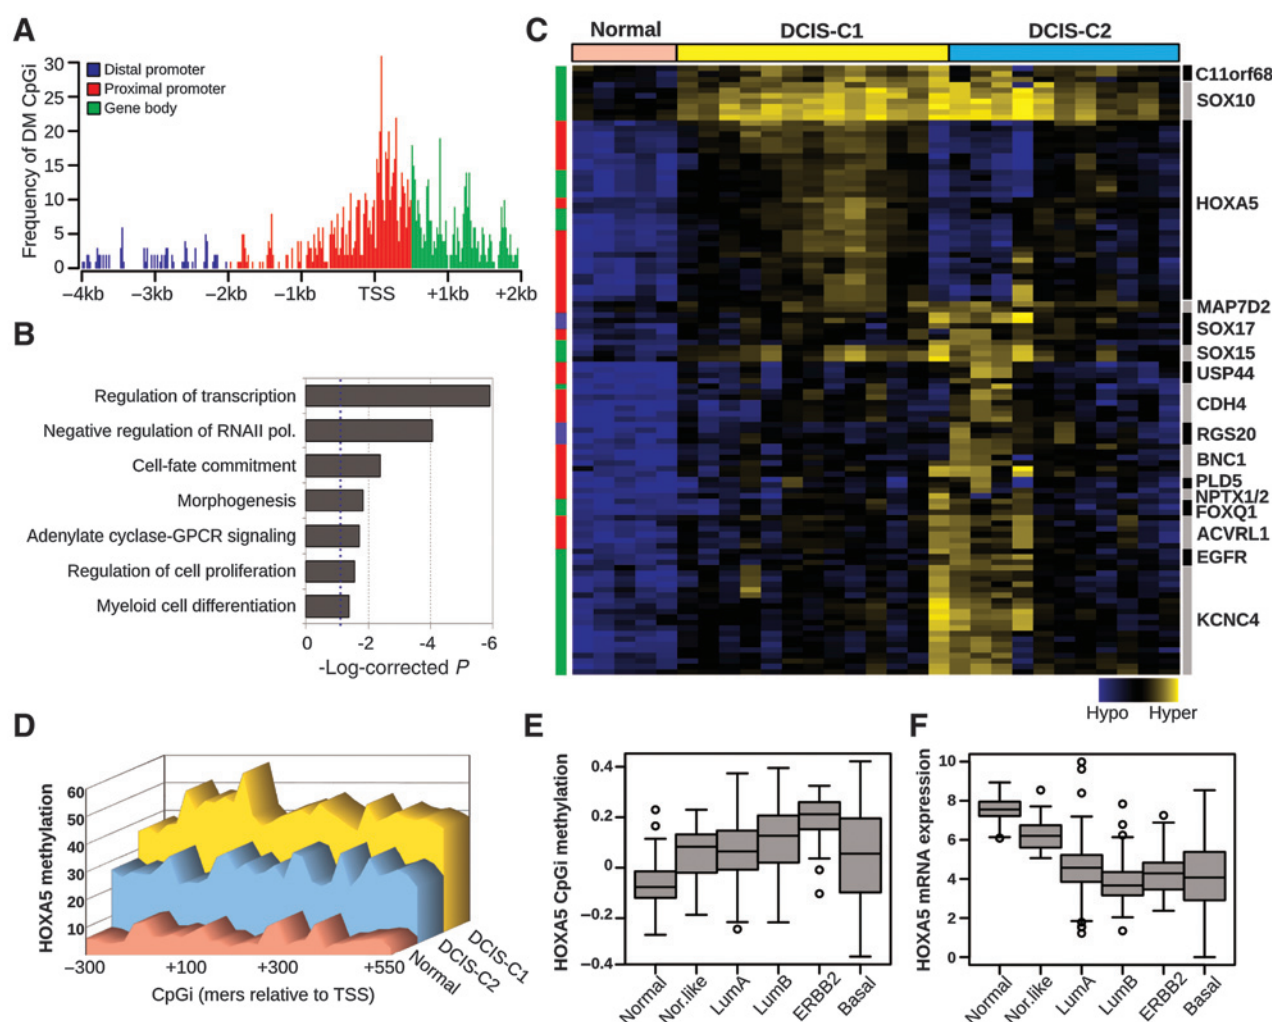 A
Frequency of DM CpGi
30
25
20
15
10
5
0
Distal promoter
Proximal promoter
Gene body
−4kb −3kb −2kb −1kb TSS +1kb +2kb
B
Regulation of transcription
Negative regulation of RNAII pol.
Cell-fate commitment
Morphogenesis
Adenylate cyclase-GPCR signaling
Regulation of cell proliferation
Myeloid cell differentiation
0 -2 -4 -6
-Log-corrected P
C
Normal DCIS-C1 DCIS-C2
C11orf68
SOX10
HOXA5
MAP7D2
SOX17
SOX15
USP44
CDH4
RGS20
BNC1
PLD5
NPTX1/2
FOXQ1
ACVRL1
EGFR
KCNC4
Hypo Hyper
D
HOXA5 methylation
60
50
40
30
20
10
−300 +100 +300 +550
CpGi (mers relative to TSS)
Normal
DCIS-C2
DCIS-C1
E
HOXA5 CpGi methylation
0.4
0.2
0
−0.2
−0.4
Normal Nor.like LumA LumB ERBB2 Basal
F
HOXA5 mRNA expression
10
8
6
4
2
0
Normal Nor.like LumA LumB ERBB2 Basal